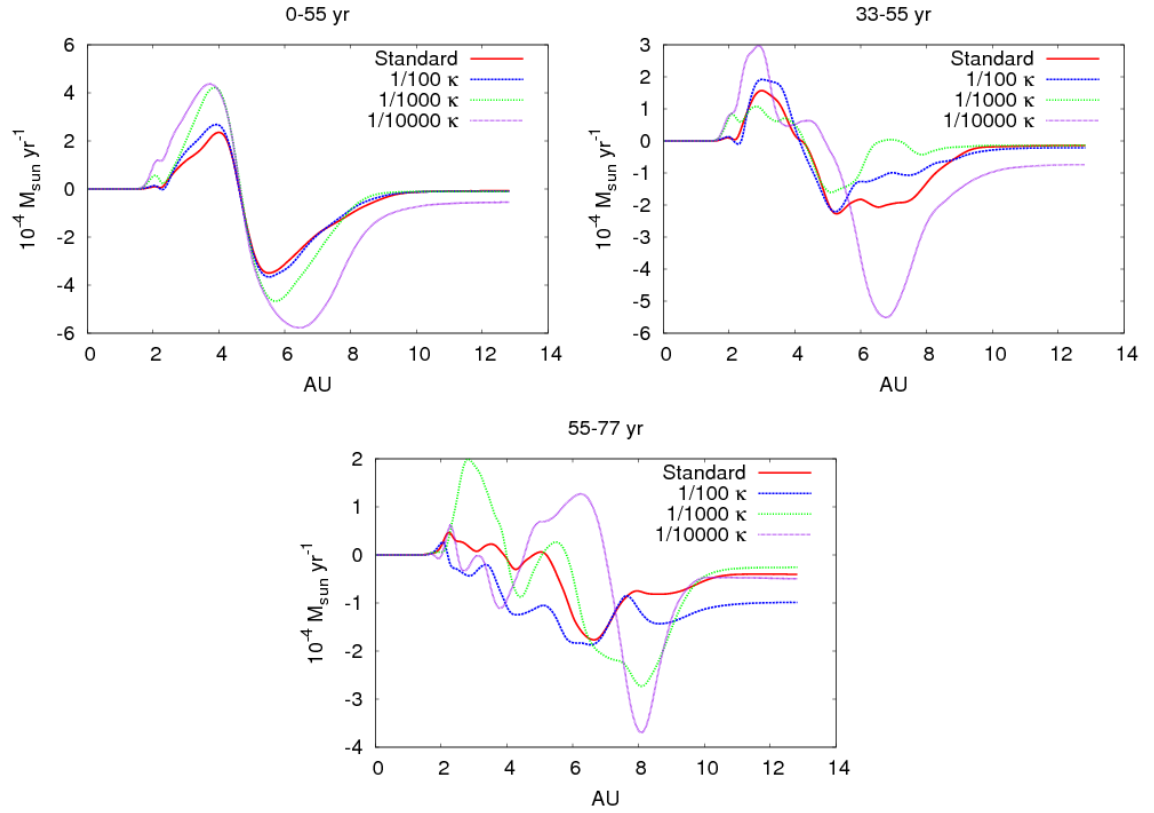 0-55 yr
6
4
2
0
-2
-4
-6
10⁻⁴ M_sun yr⁻¹
Standard
1/100 κ
1/1000 κ
1/10000 κ
0 2 4 6 8 10 12 14
AU
33-55 yr
3
2
1
0
-1
-2
-3
-4
-5
-6
10⁻⁴ M_sun yr⁻¹
Standard
1/100 κ
1/1000 κ
1/10000 κ
0 2 4 6 8 10 12 14
AU
55-77 yr
2
1
0
-1
-2
-3
-4
10⁻⁴ M_sun yr⁻¹
Standard
1/100 κ
1/1000 κ
1/10000 κ
0 2 4 6 8 10 12 14
AU